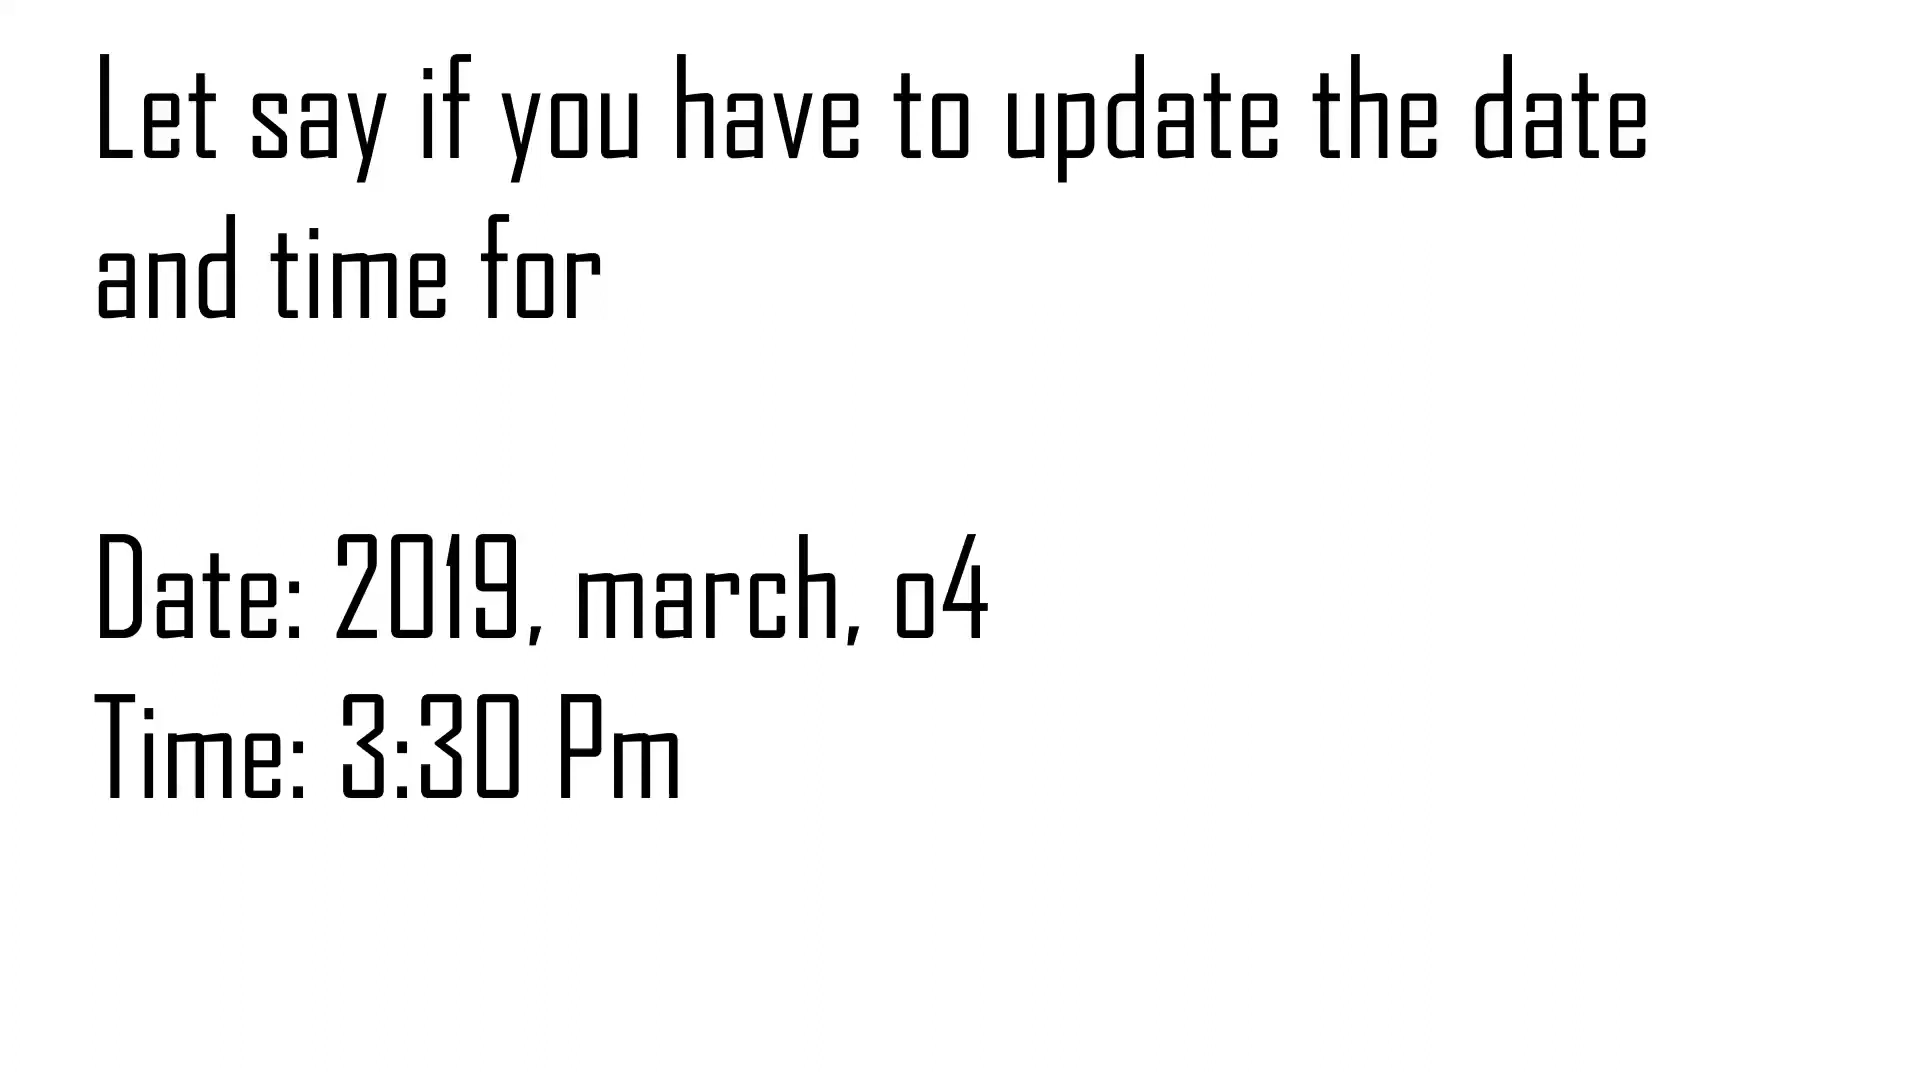 Let say if you have to update the date
and time for
Date: 2019, march, o4
Time: 3:30 Pm